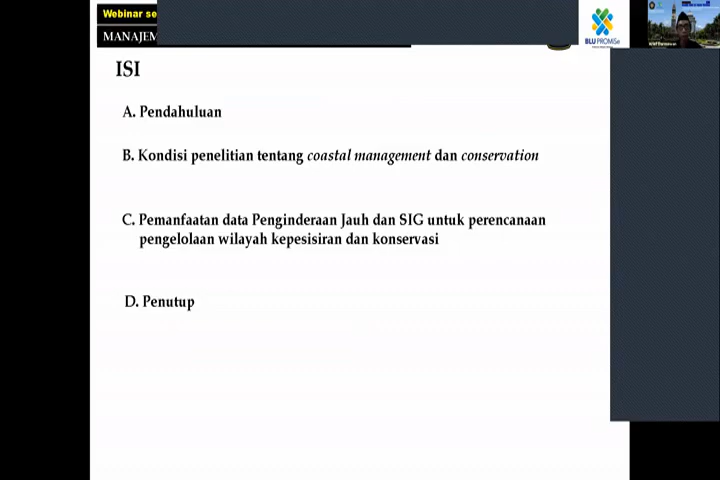 Webinar se
MANAJEM
BLU PROMISE
ISI
A. Pendahuluan
B. Kondisi penelitian tentang coastal management dan conservation
C. Pemanfaatan data Penginderaan Jauh dan SIG untuk perencanaan
pengelolaan wilayah kepesisiran dan konservasi
D. Penutup